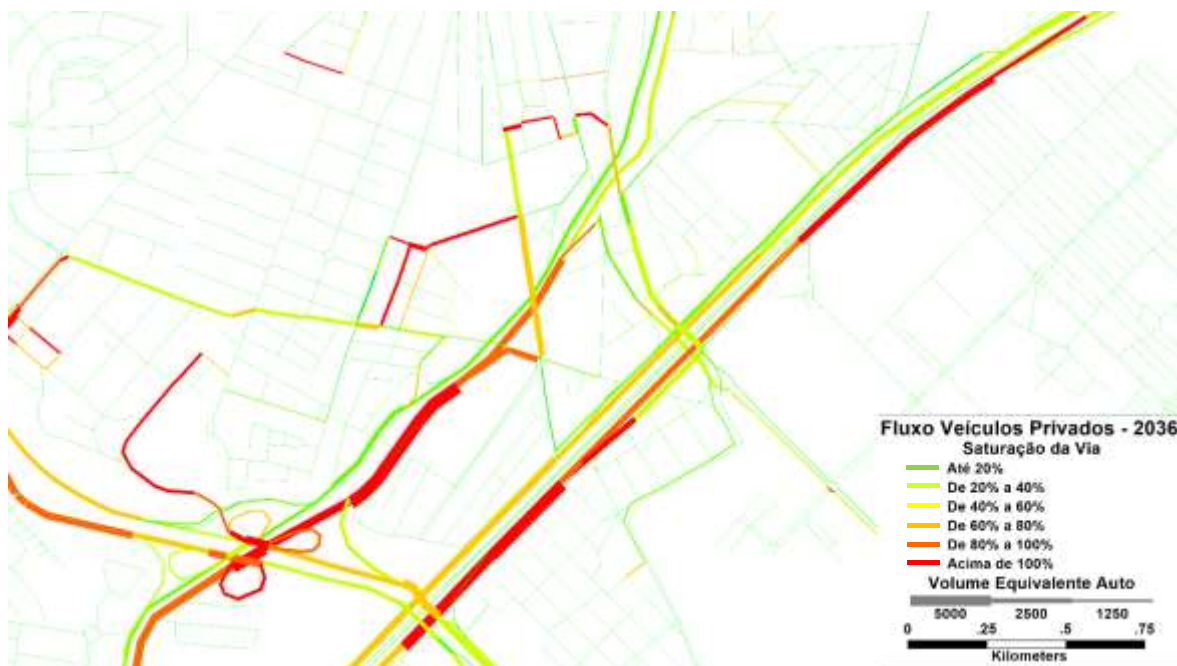 Fluxo Veículos Privados - 2036
Saturação da Via
Até 20%
De 20% a 40%
De 40% a 60%
De 60% a 80%
De 80% a 100%
Acima de 100%
Volume Equivalente Auto
5000 2500 1250
0 .25 .5 .75
Kilometers